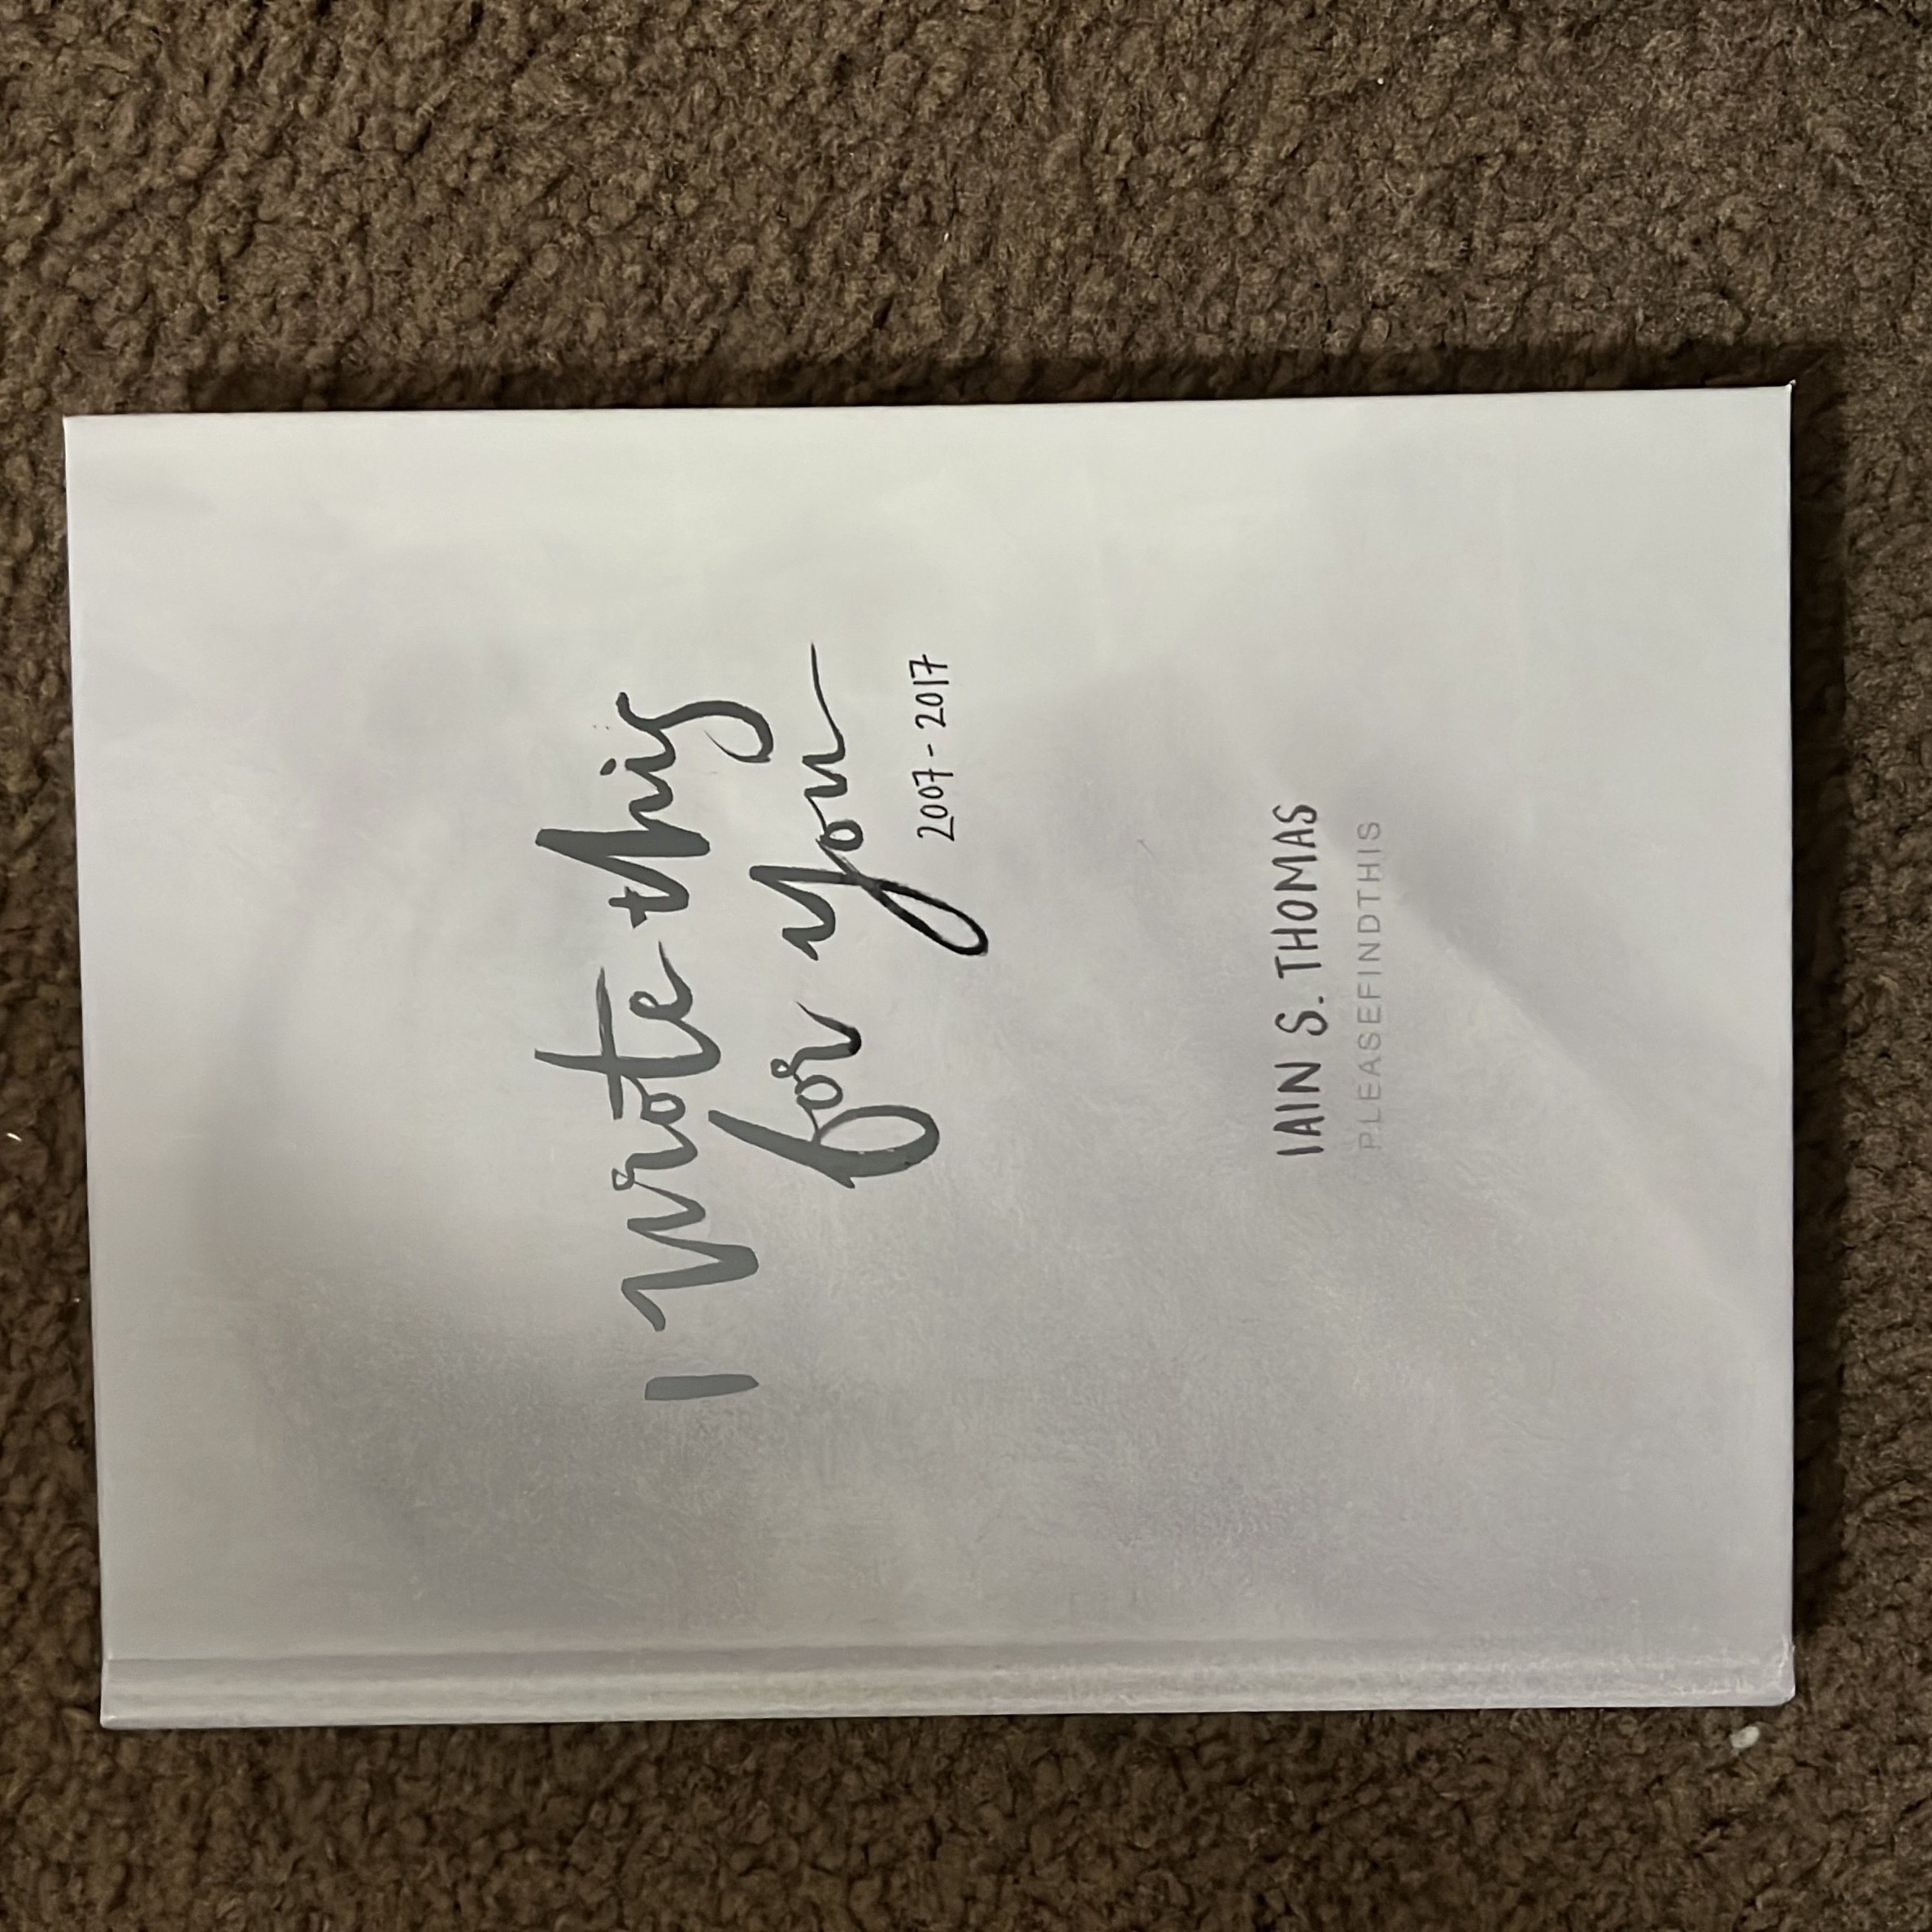 I wrote this
for you
2007 - 2017
IAIN S. THOMAS
PLEASEFINDTHIS